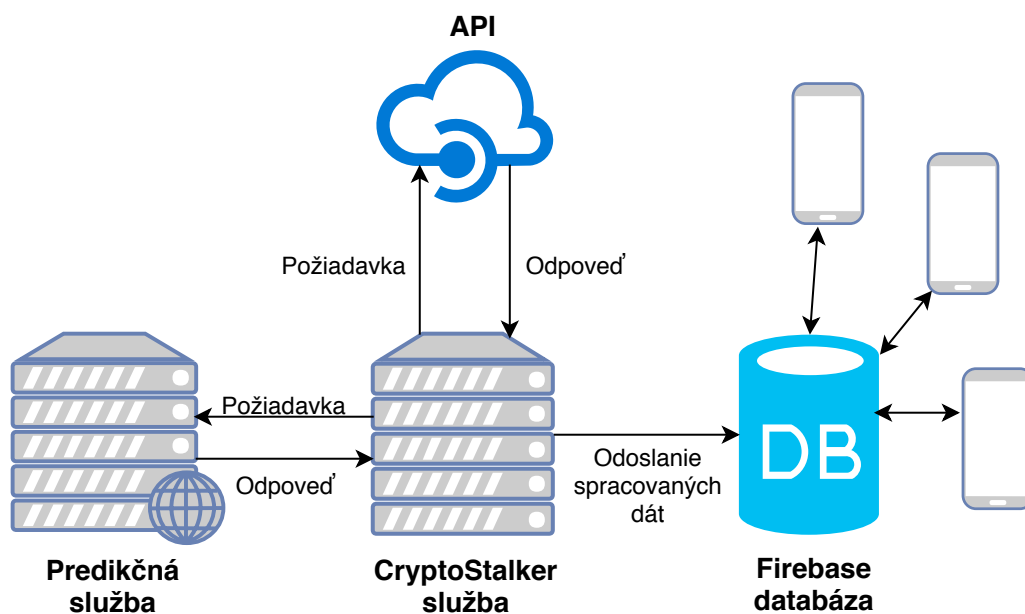 API
Požiadavka
Odpoveď
Požiadavka
Odpoveď
Odoslanie
spracovaných
dát
DB
Predikčná
služba
CryptoStalker
služba
Firebase
databáza